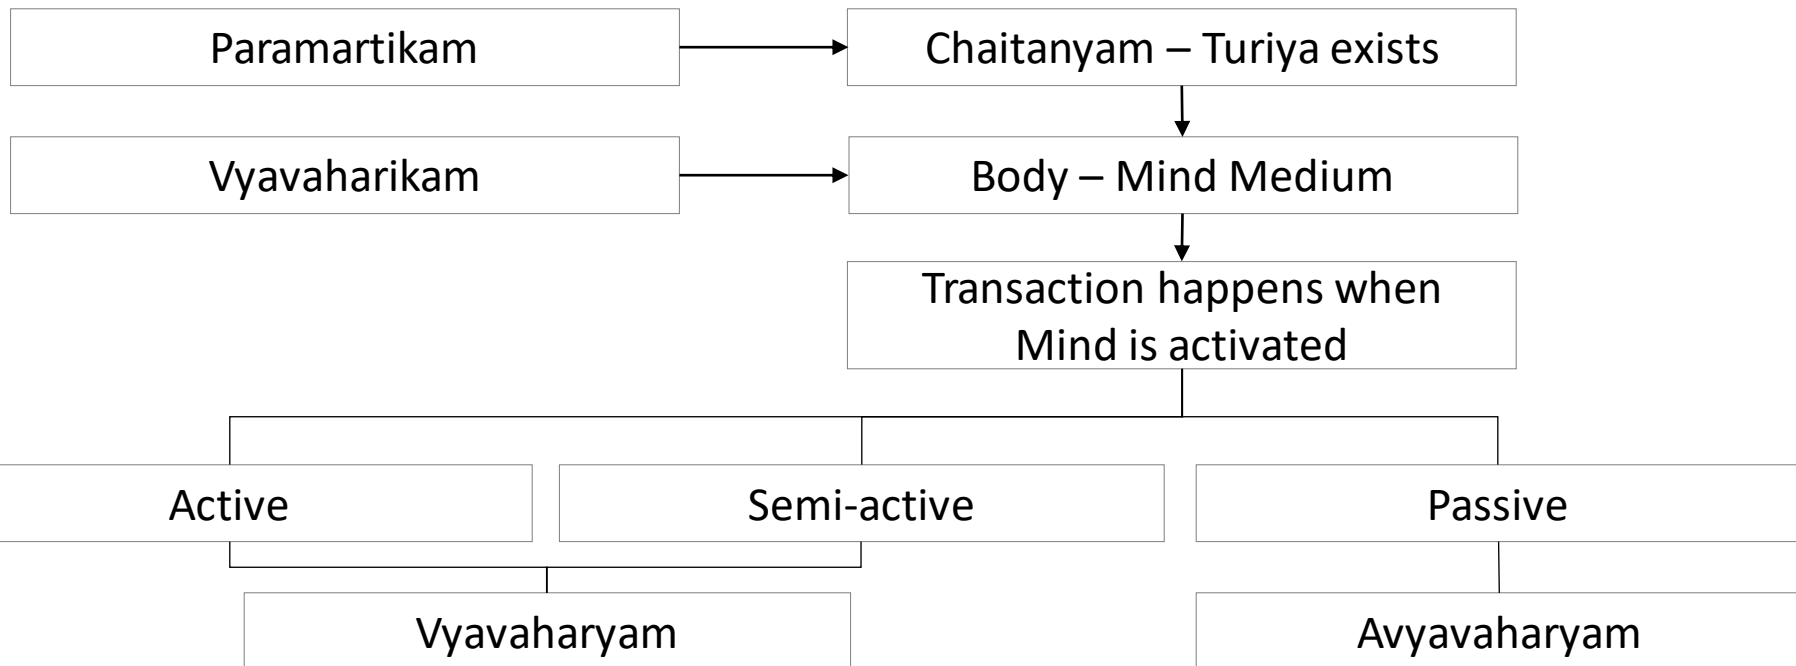 Paramartikam
Chaitanyam – Turiya exists
Vyavaharikam
Body – Mind Medium
Transaction happens when
Mind is activated
Active
Semi-active
Passive
Vyavaharyam
Avyavaharyam